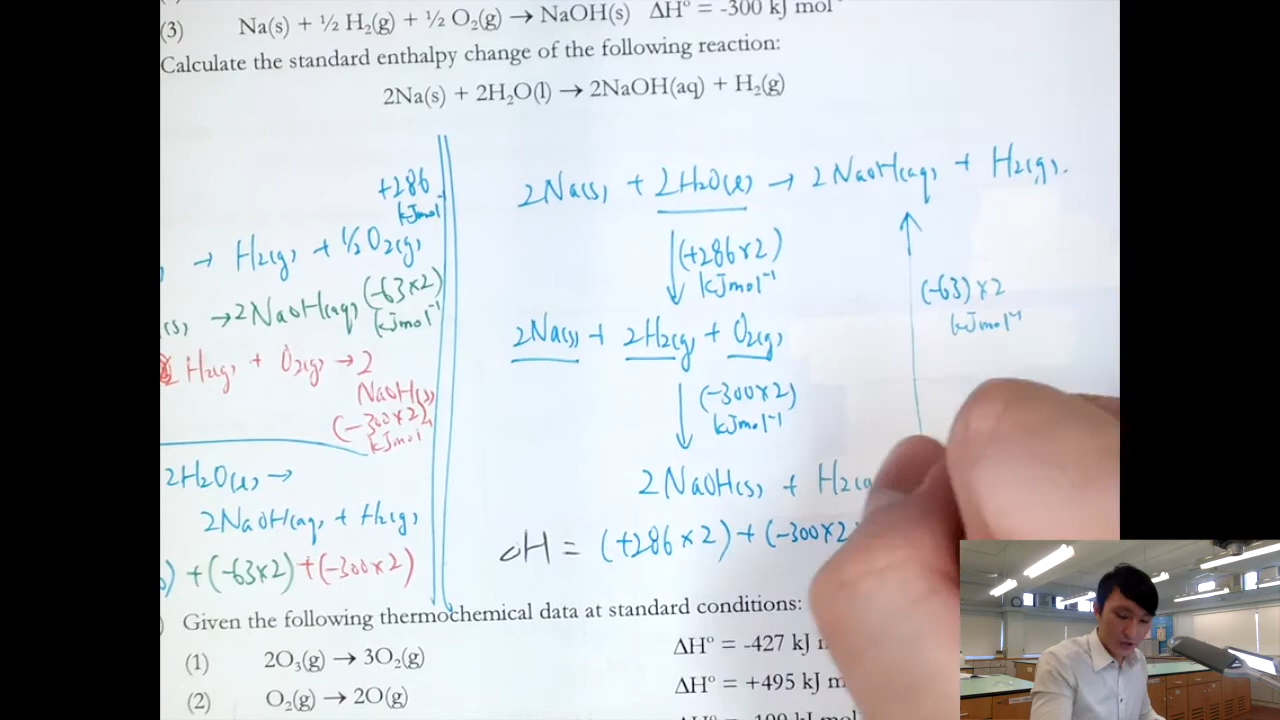 (3) Na(s) + ½ H₂(g) + ½ O₂(g) → NaOH(s) ΔH° = -300 kJ mol
Calculate the standard enthalpy change of the following reaction:
2Na(s) + 2H₂O(l) → 2NaOH(aq) + H₂(g)
+286
kJmol
→ H₂(g) + ½O₂(g)
(s) → 2NaOH(aq) (-63×2)
kJmol⁻¹
2 H₂(g) + O₂(g) → 2
NaOH(s)
(-300×2)
kJmol⁻¹
2H₂O(l) →
2NaOH(aq) + H₂(g)
) + (-63×2) + (-300×2)
2Na(s) + 2H₂O(l) → 2NaOH(aq) + H₂(g).
(+286×2)
kJmol⁻¹
(-63)×2
kJmol⁻¹
2Na(s) + 2H₂(g) + O₂(g)
(-300×2)
kJmol⁻¹
2NaOH(s) + H₂(g
ΔH = (+286×2) + (-300×2
) Given the following thermochemical data at standard conditions:
(1) 2O₃(g) → 3O₂(g) ΔH° = -427 kJ
(2) O₂(g) → 2O(g) ΔH° = +495 kJ m